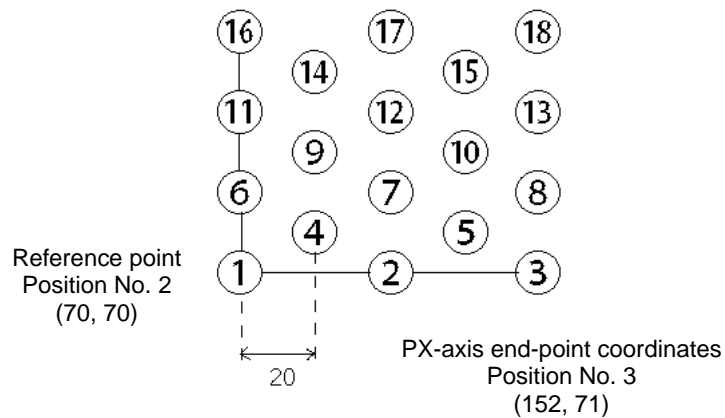 16 17 18
14 15
11 12 13
9 10
6 7 8
4 5
Reference point
Position No. 2
(70, 70)
1 2 3
20
PX-axis end-point coordinates
Position No. 3
(152, 71)